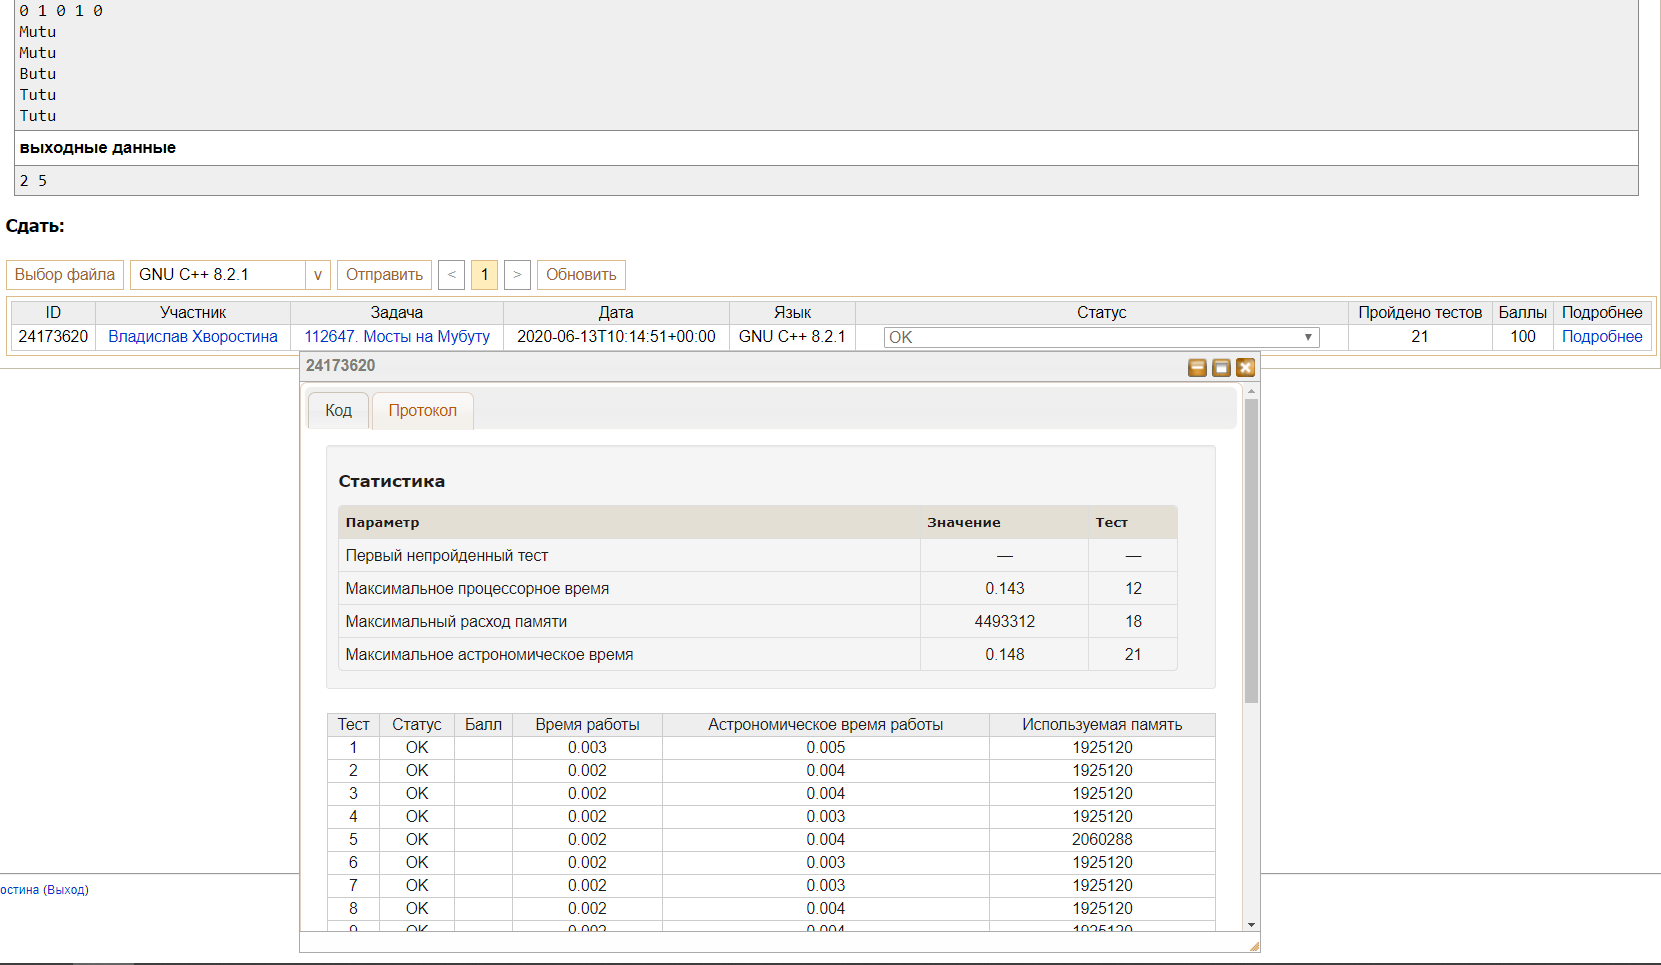 0 1 0 1 0
Mutu
Mutu
Butu
Tutu
Tutu
выходные данные
2 5
Сдать:
Выбор файла GNU C++ 8.2.1 v Отправить < 1 > Обновить
ID Участник Задача Дата Язык Статус Пройдено тестов Баллы Подробнее
24173620 Владислав Хворостина 112647. Мосты на Мубуту 2020-06-13T10:14:51+00:00 GNU C++ 8.2.1 OK 21 100 Подробнее
24173620
Код Протокол
Статистика
Параметр Значение Тест
Первый непройденный тест — —
Максимальное процессорное время 0.143 12
Максимальный расход памяти 4493312 18
Максимальное астрономическое время 0.148 21
Тест Статус Балл Время работы Астрономическое время работы Используемая память
1 OK 0.003 0.005 1925120
2 OK 0.002 0.004 1925120
3 OK 0.002 0.004 1925120
4 OK 0.002 0.003 1925120
5 OK 0.002 0.004 2060288
6 OK 0.002 0.003 1925120
7 OK 0.002 0.003 1925120
8 OK 0.002 0.004 1925120
9 OK 0.002 0.004 1925120
остина (Выход)